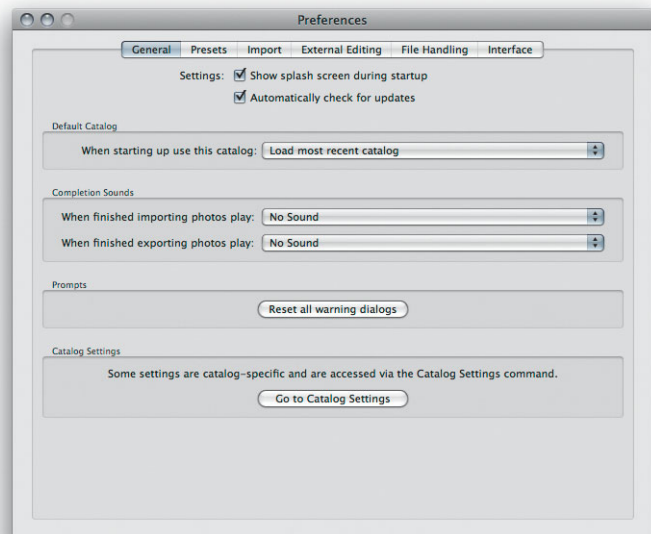 Preferences
General Presets Import External Editing File Handling Interface
Settings: Show splash screen during startup
Automatically check for updates
Default Catalog
When starting up use this catalog: Load most recent catalog
Completion Sounds
When finished importing photos play: No Sound
When finished exporting photos play: No Sound
Prompts
Reset all warning dialogs
Catalog Settings
Some settings are catalog-specific and are accessed via the Catalog Settings command.
Go to Catalog Settings